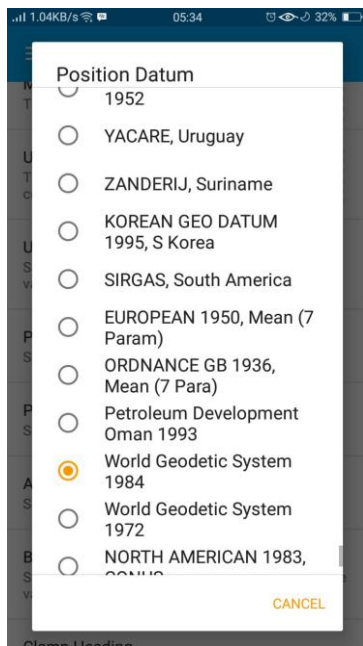 1.04KB/s 05:34 32%
Position Datum
1952
YACARE, Uruguay
ZANDERIJ, Suriname
KOREAN GEO DATUM
1995, S Korea
SIRGAS, South America
EUROPEAN 1950, Mean (7
Param)
ORDNANCE GB 1936,
Mean (7 Para)
Petroleum Development
Oman 1993
World Geodetic System
1984
World Geodetic System
1972
NORTH AMERICAN 1983,
CANCEL